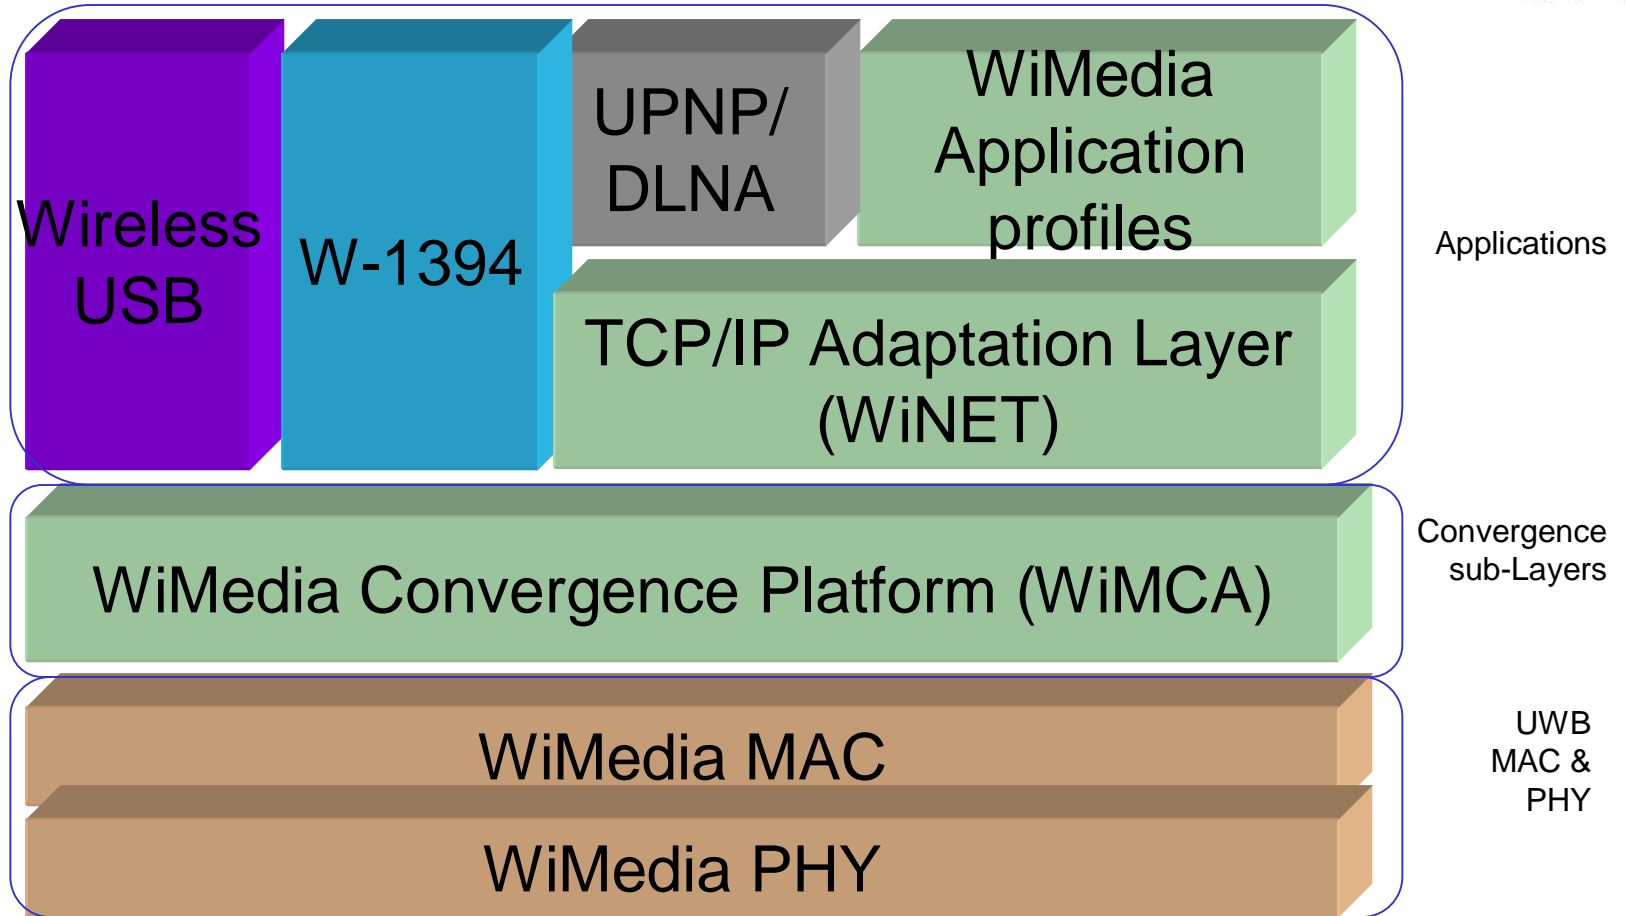 Wireless
USB
W-1394
UPNP/
DLNA
WiMedia
Application
profiles
TCP/IP Adaptation Layer
(WiNET)
Applications
WiMedia Convergence Platform (WiMCA)
Convergence
sub-Layers
WiMedia MAC
WiMedia PHY
UWB
MAC &
PHY